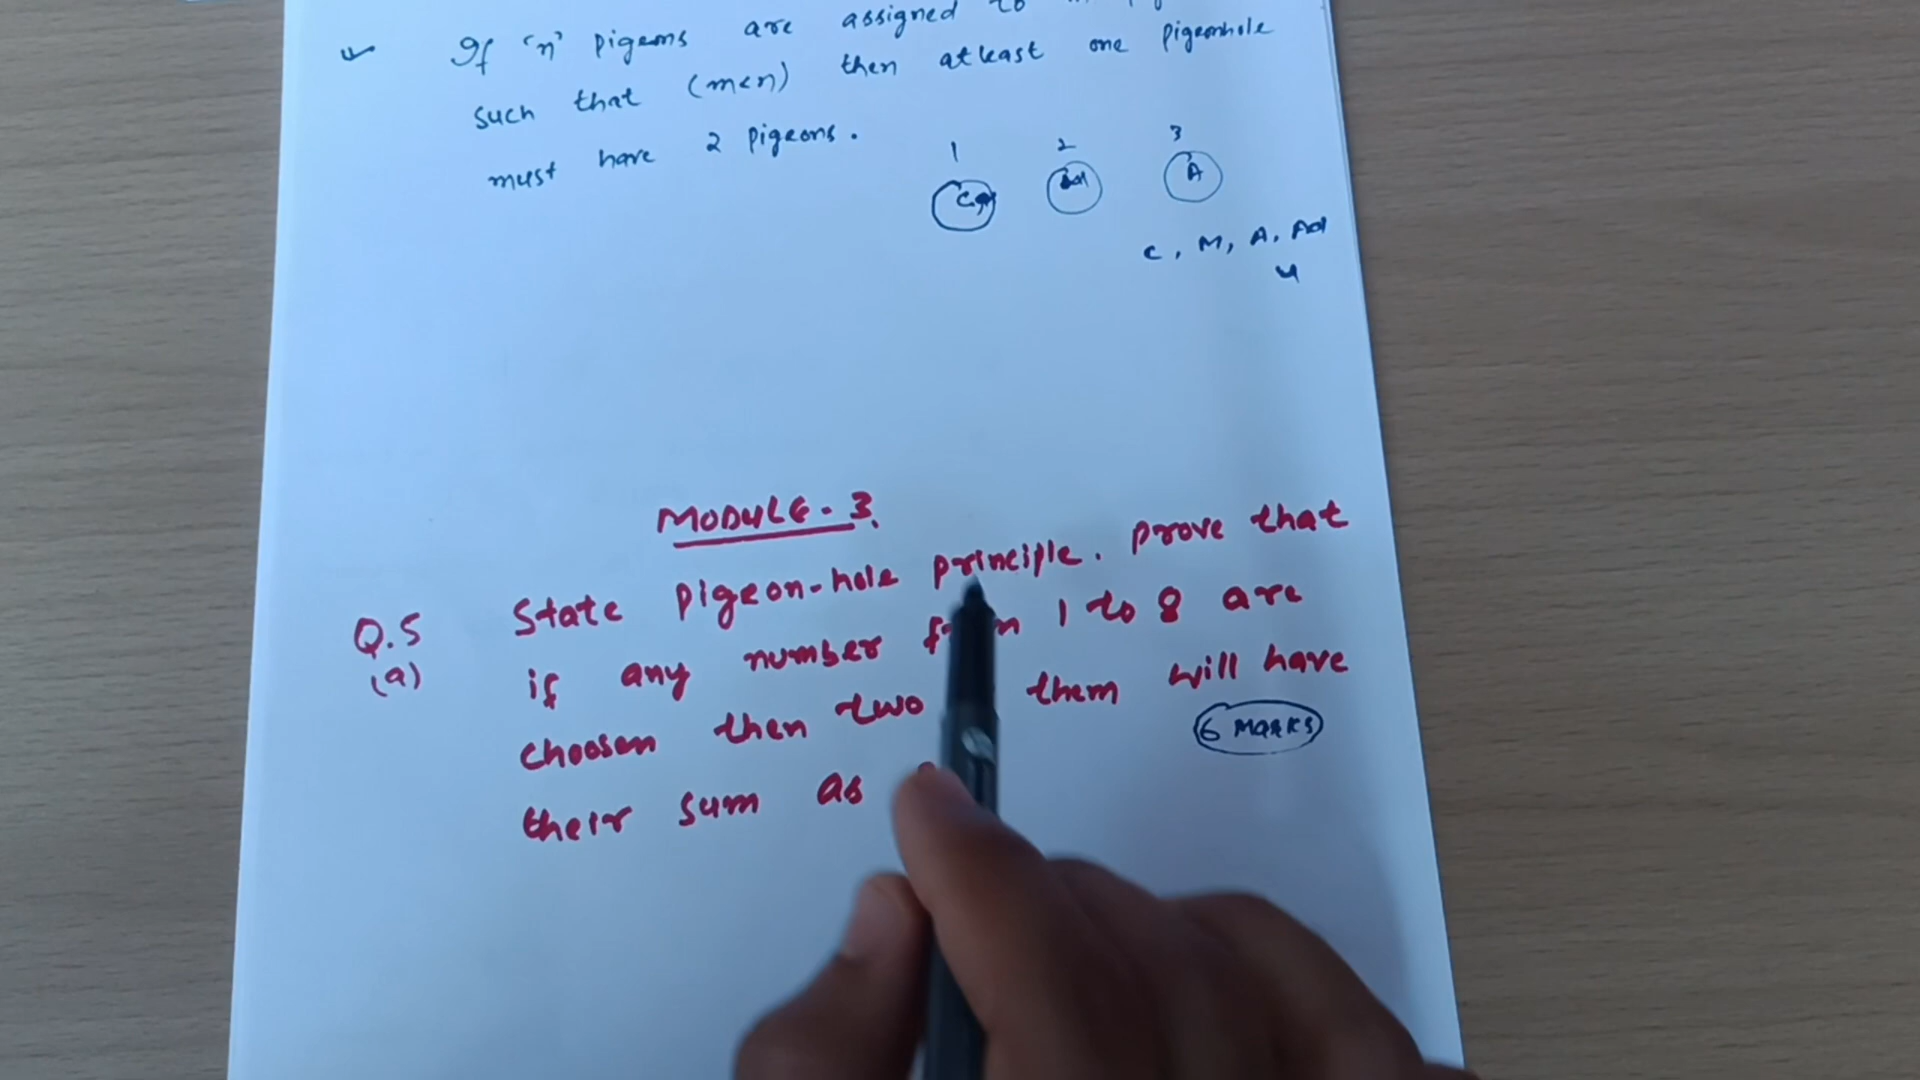 If 'n' pigeons are assigned to
such that (m<n) then atleast one pigeonhole
must have 2 pigeons.
1 2 3
A
C, M, A, Adi
4
MODULE-3
Q.5 State pigeon-hole principle. prove that
(a) if any number 1 to 8 are
choosen then two them will have
their sum as
6 MARKS